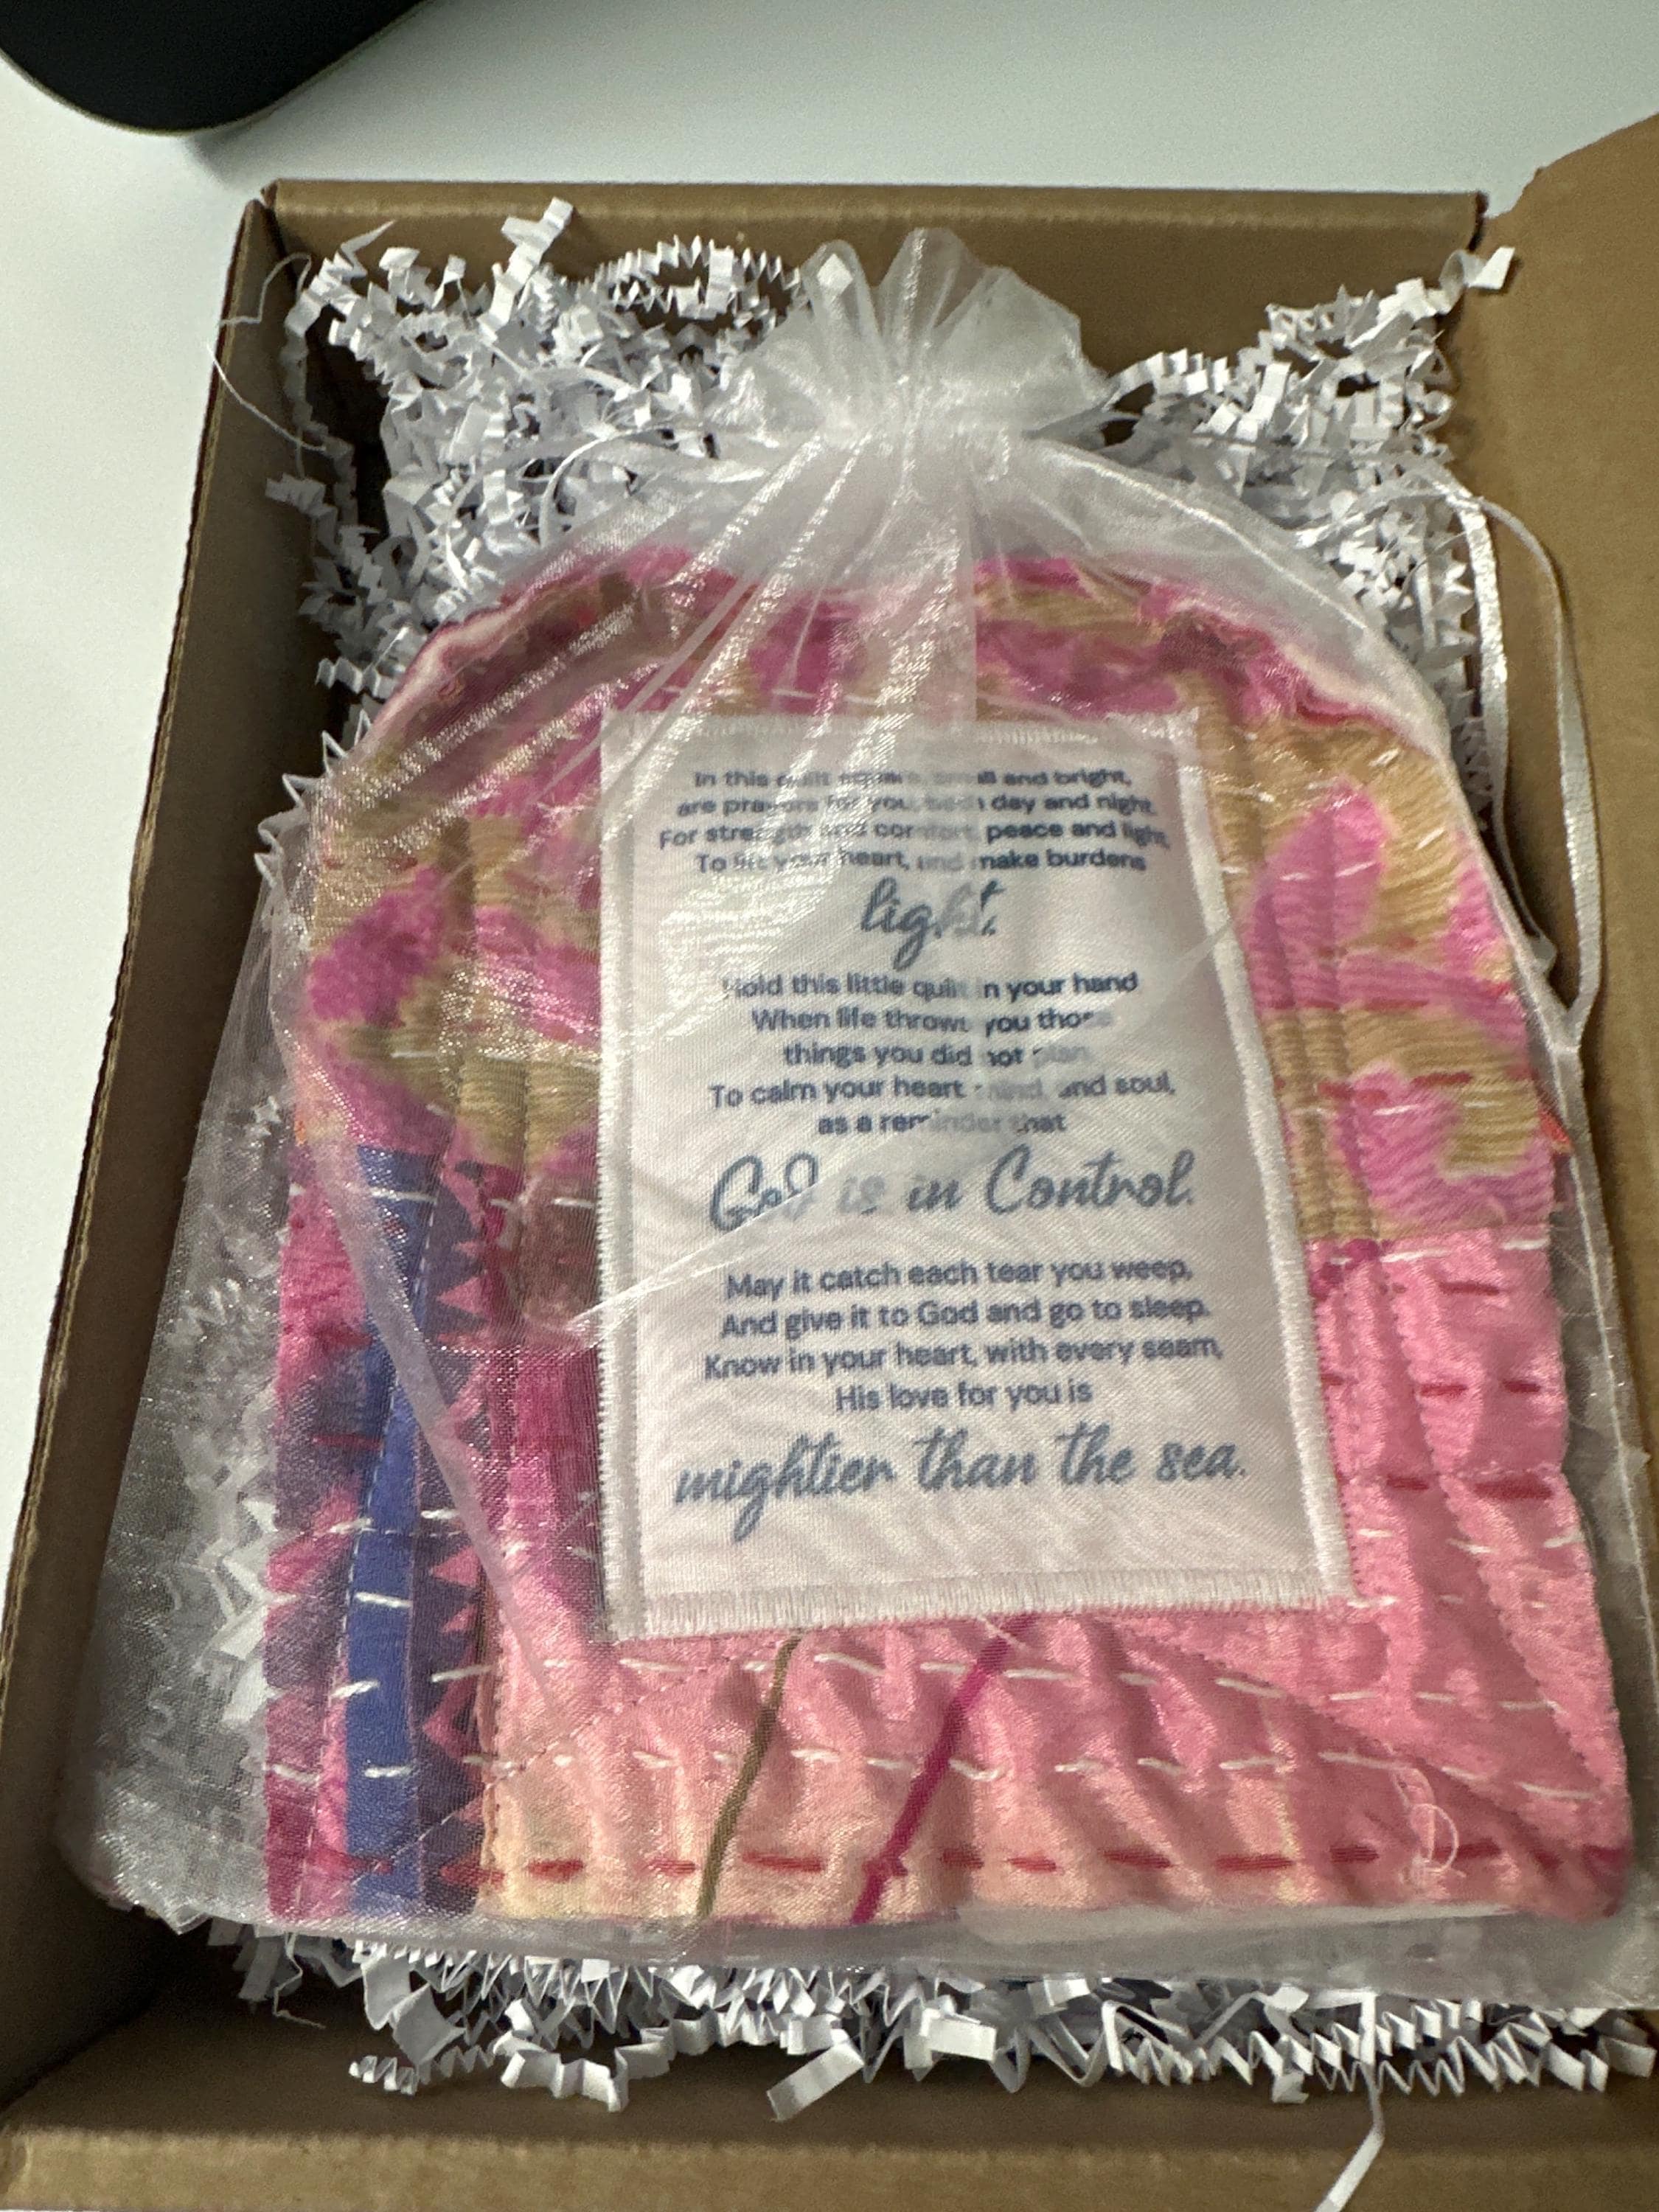 In this quilt square, small and bright,
are prayers for you, both day and night.
For strength and comfort, peace and light,
To lift your heart, and make burdens
light.
Hold this little quilt in your hand
When life throws you those
things you did not plan.
To calm your heart mind, and soul,
as a reminder that
God is in Control.
May it catch each tear you weep,
And give it to God and go to sleep.
Know in your heart, with every seam,
His love for you is
mightier than the sea.